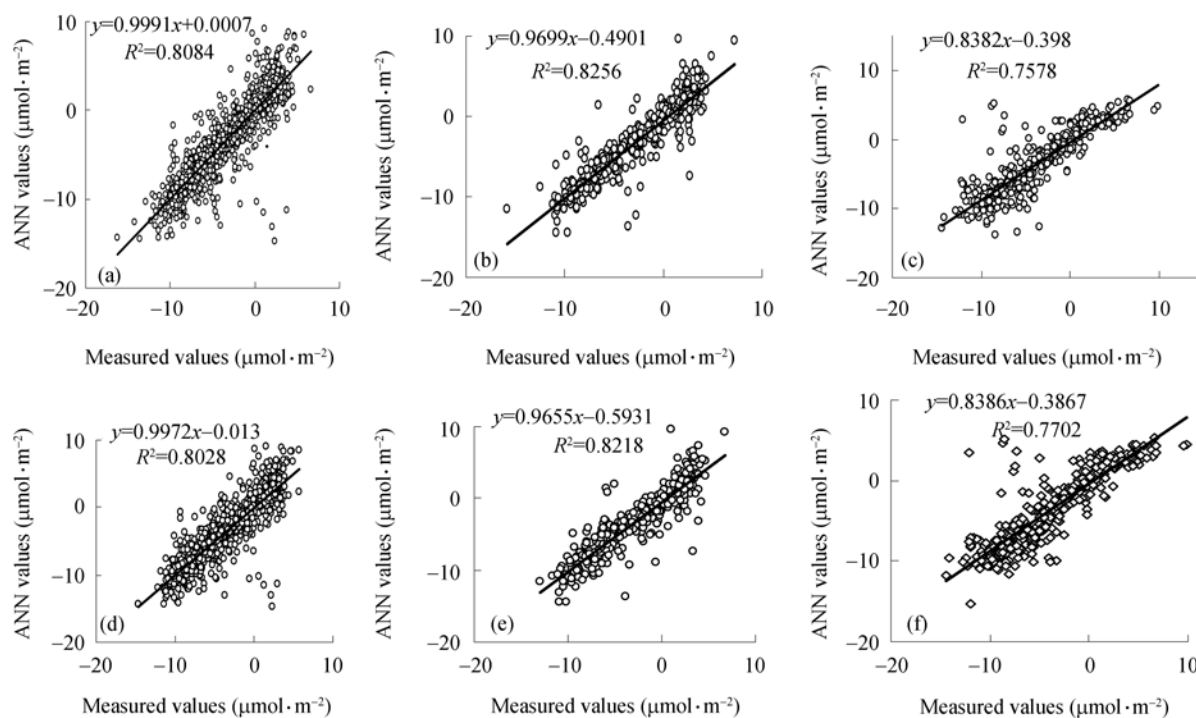 y=0.9991x+0.0007
R²=0.8084
10
0
−10
−20
ANN values (μmol·m⁻²)
(a)
−20
−10
0
10
Measured values (μmol·m⁻²)
y=0.9699x−0.4901
R²=0.8256
10
0
−10
−20
ANN values (μmol·m⁻²)
(b)
−20
−10
0
10
Measured values (μmol·m⁻²)
y=0.8382x−0.398
R²=0.7578
10
0
−10
−20
ANN values (μmol·m⁻²)
(c)
−20
−10
0
10
Measured values (μmol·m⁻²)
y=0.9972x−0.013
R²=0.8028
10
0
−10
−20
ANN values (μmol·m⁻²)
(d)
−20
−10
0
10
Measured values (μmol·m⁻²)
y=0.9655x−0.5931
R²=0.8218
10
0
−10
−20
ANN values (μmol·m⁻²)
(e)
−20
−10
0
10
Measured values (μmol·m⁻²)
y=0.8386x−0.3867
R²=0.7702
10
0
−10
−20
ANN values (μmol·m⁻²)
(f)
−20
−10
0
10
Measured values (μmol·m⁻²)